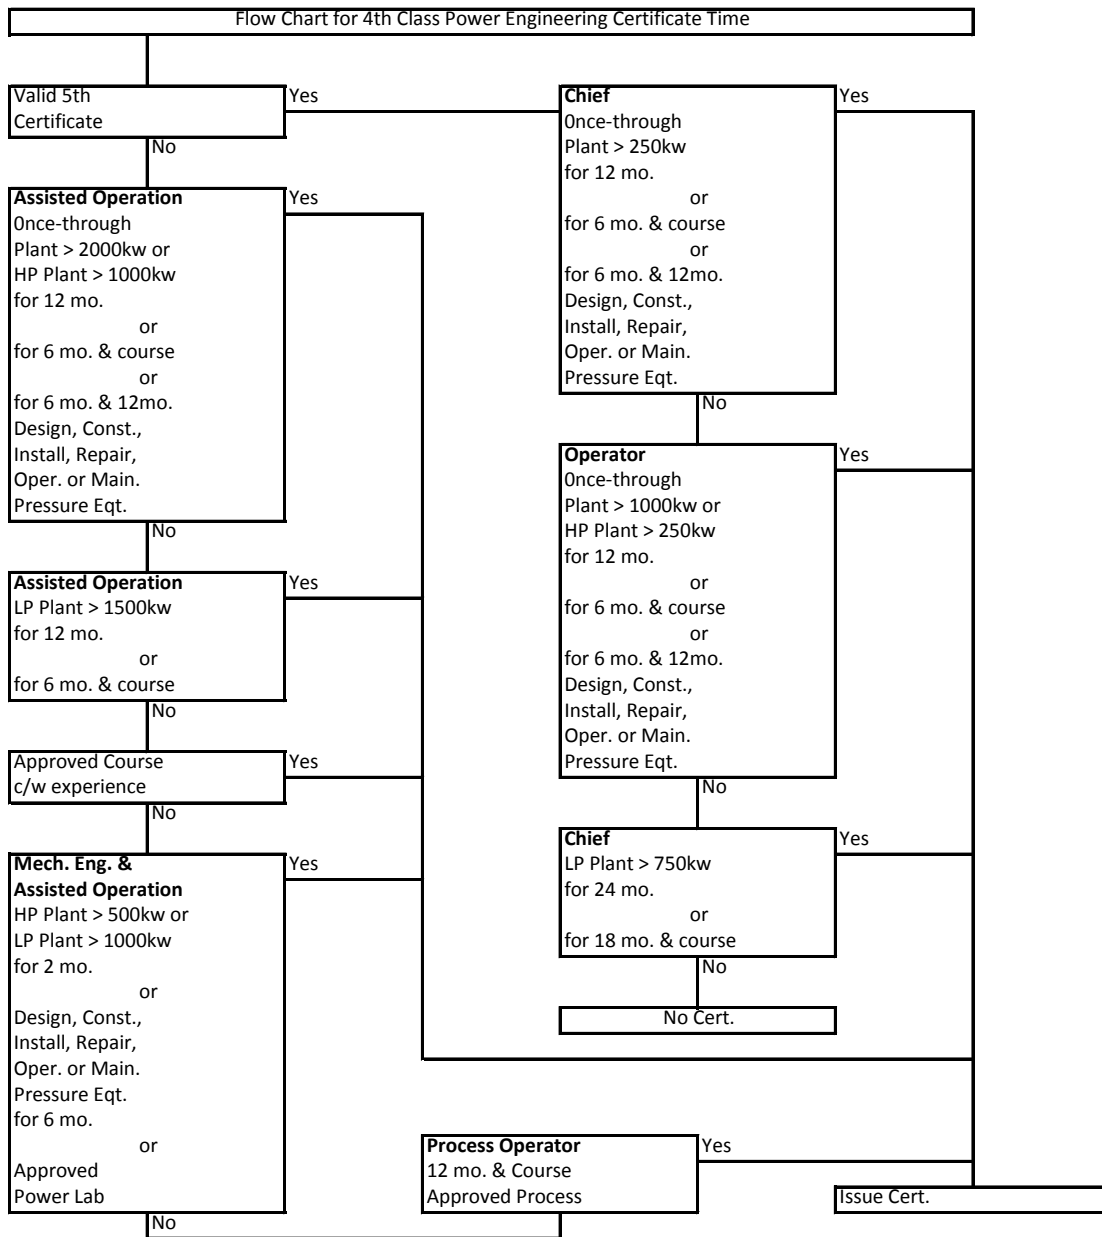 Flow Chart for 4th Class Power Engineering Certificate Time
Valid 5th
Certificate
Yes
No
Assisted Operation
0nce-through
Plant > 2000kw or
HP Plant > 1000kw
for 12 mo.
or
for 6 mo. & course
or
for 6 mo. & 12mo.
Design, Const.,
Install, Repair,
Oper. or Main.
Pressure Eqt.
Yes
No
Assisted Operation
LP Plant > 1500kw
for 12 mo.
or
for 6 mo. & course
Yes
No
Approved Course
c/w experience
Yes
No
Mech. Eng. &
Assisted Operation
HP Plant > 500kw or
LP Plant > 1000kw
for 2 mo.
or
Design, Const.,
Install, Repair,
Oper. or Main.
Pressure Eqt.
for 6 mo.
or
Approved
Power Lab
Yes
No
Chief
0nce-through
Plant > 250kw
for 12 mo.
or
for 6 mo. & course
or
for 6 mo. & 12mo.
Design, Const.,
Install, Repair,
Oper. or Main.
Pressure Eqt.
Yes
No
Operator
0nce-through
Plant > 1000kw or
HP Plant > 250kw
for 12 mo.
or
for 6 mo. & course
or
for 6 mo. & 12mo.
Design, Const.,
Install, Repair,
Oper. or Main.
Pressure Eqt.
Yes
No
Chief
LP Plant > 750kw
for 24 mo.
or
for 18 mo. & course
Yes
No
No Cert.
Process Operator
12 mo. & Course
Approved Process
Yes
Issue Cert.